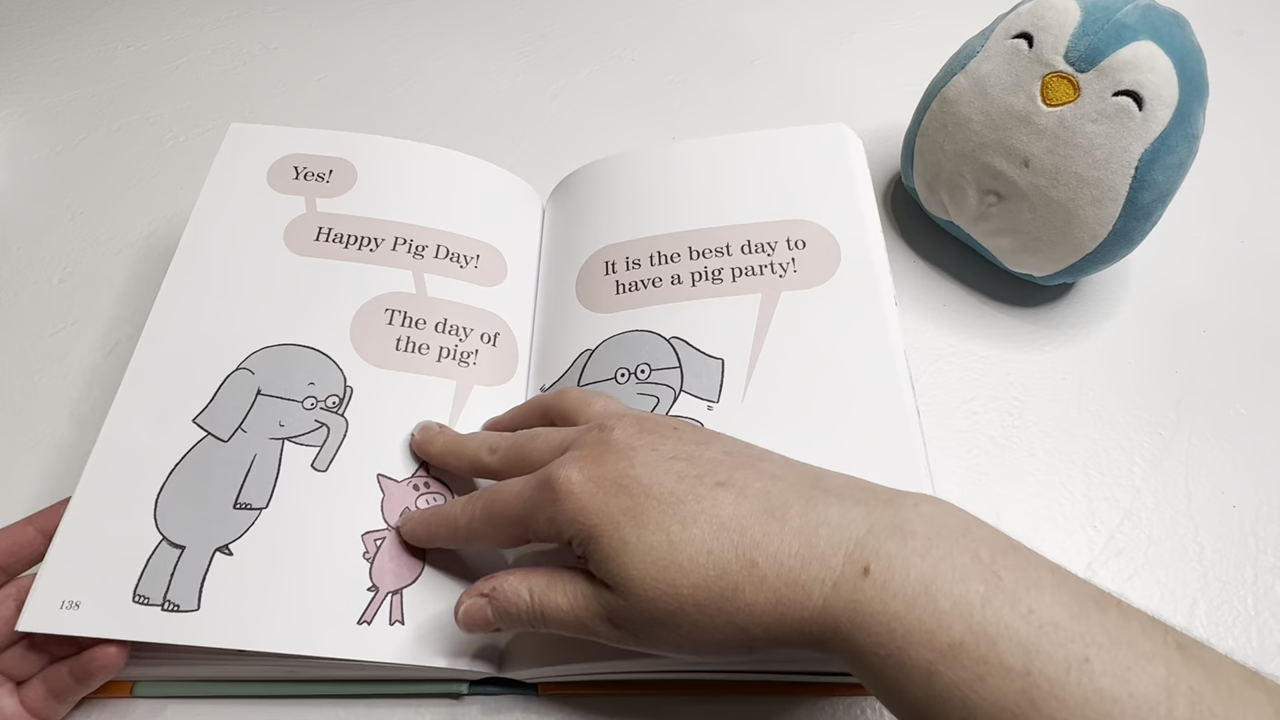 Yes!
Happy Pig Day!
The day of
the pig!
138
It is the best day to
have a pig party!